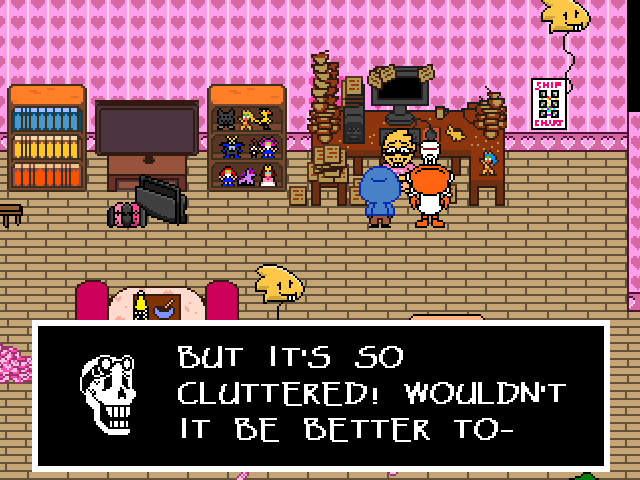 SHIP
CHART
BUT IT'S SO
CLUTTERED! WOULDN'T
IT BE BETTER TO-